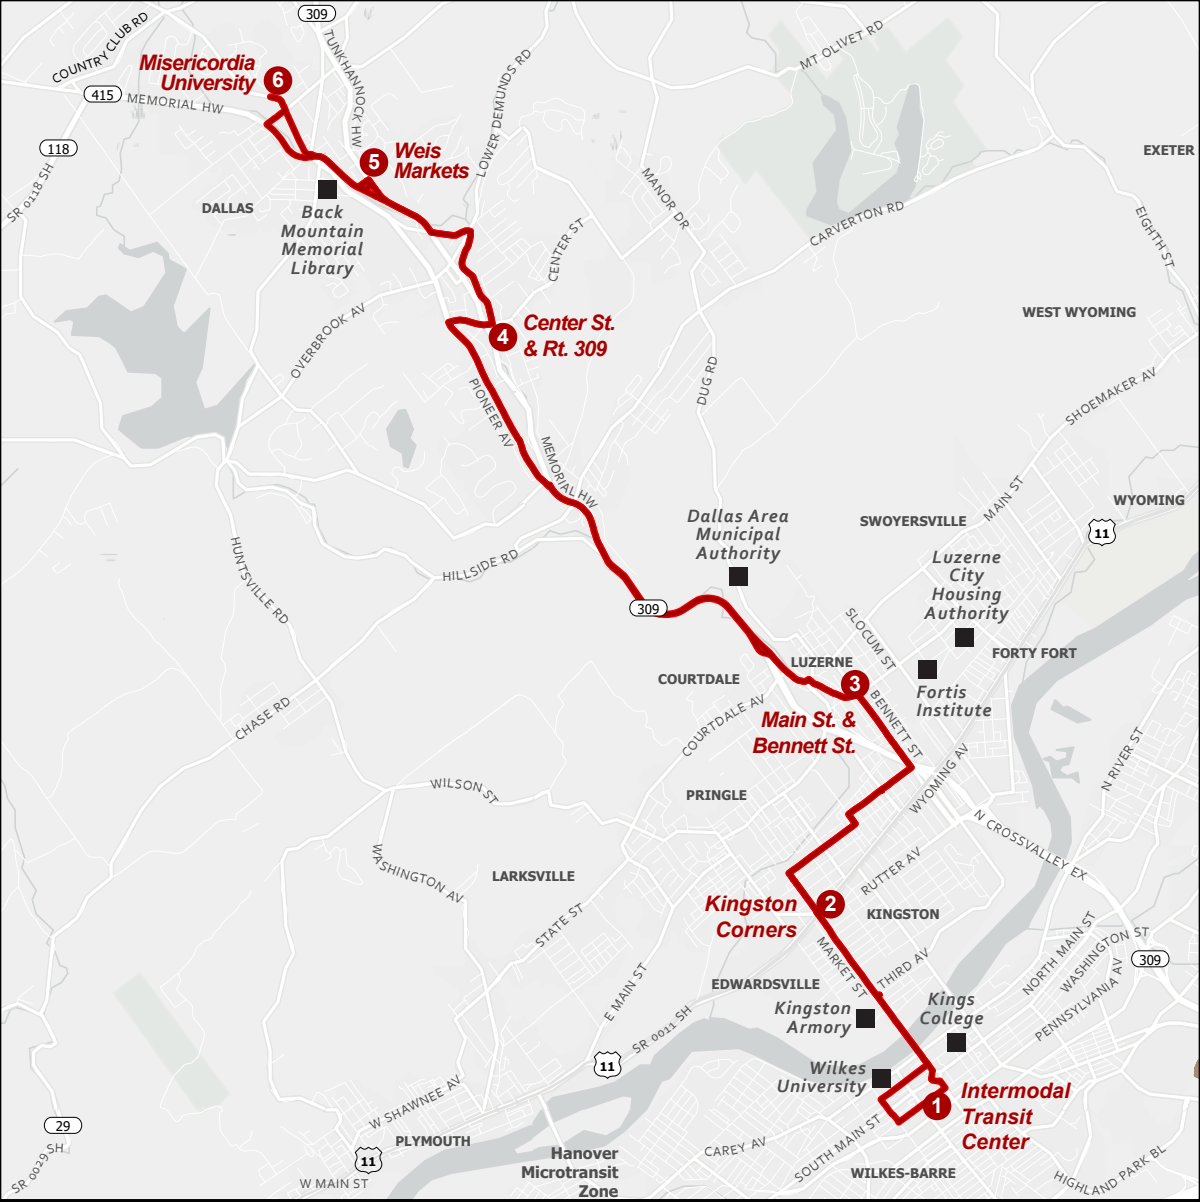 309
COUNTRY CLUB RD
TUNKHANNOCK HW
MT OLIVET RD
Misericordia
University
6
415
MEMORIAL HW
LOWER DEMUNDS RD
118
SR 0118 SH
5
Weis
Markets
EXETER
MANOR DR
DALLAS
Back
Mountain
Memorial
Library
CARVERTON RD
EIGHTH ST
CENTER ST
OVERBROOK AV
4
Center St.
& Rt. 309
WEST WYOMING
PIONEER AV
DUG RD
SHOEMAKER AV
MEMORIAL HW
MAIN ST
WYOMING
11
Dallas Area
Municipal
Authority
SWOYERSVILLE
Luzerne
City
Housing
Authority
HUNTSVILLE RD
HILLSIDE RD
309
SLOCUM ST
FORTY FORT
LUZERNE
COURTDALE
3
Fortis
Institute
Main St. &
Bennett St.
BENNETT ST
COURTDALE AV
CHASE RD
WYOMING AV
N RIVER ST
WILSON ST
PRINGLE
N CROSSVALLEY EX
WASHINGTON AV
LARKSVILLE
RUTTER AV
Kingston
Corners
2
KINGSTON
STATE ST
MARKET ST
THIRD AV
NORTH MAIN ST
WASHINGTON ST
309
PENNSYLVANIA AV
EDWARDSVILLE
E MAIN ST
SR 0011 SH
Kingston
Armory
Kings
College
11
Wilkes
University
1
Intermodal
Transit
Center
W SHAWNEE AV
29
SR 0029 SH
PLYMOUTH
11
W MAIN ST
Hanover
Microtransit
Zone
CAREY AV
SOUTH MAIN ST
WILKES-BARRE
HIGHLAND PARK BL